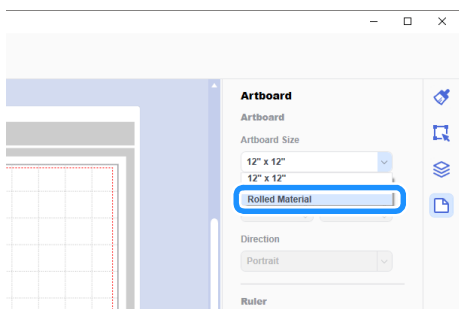 Artboard
Artboard
Artboard Size
12" x 12"
12" x 12"
Rolled Material
Direction
Portrait
Ruler